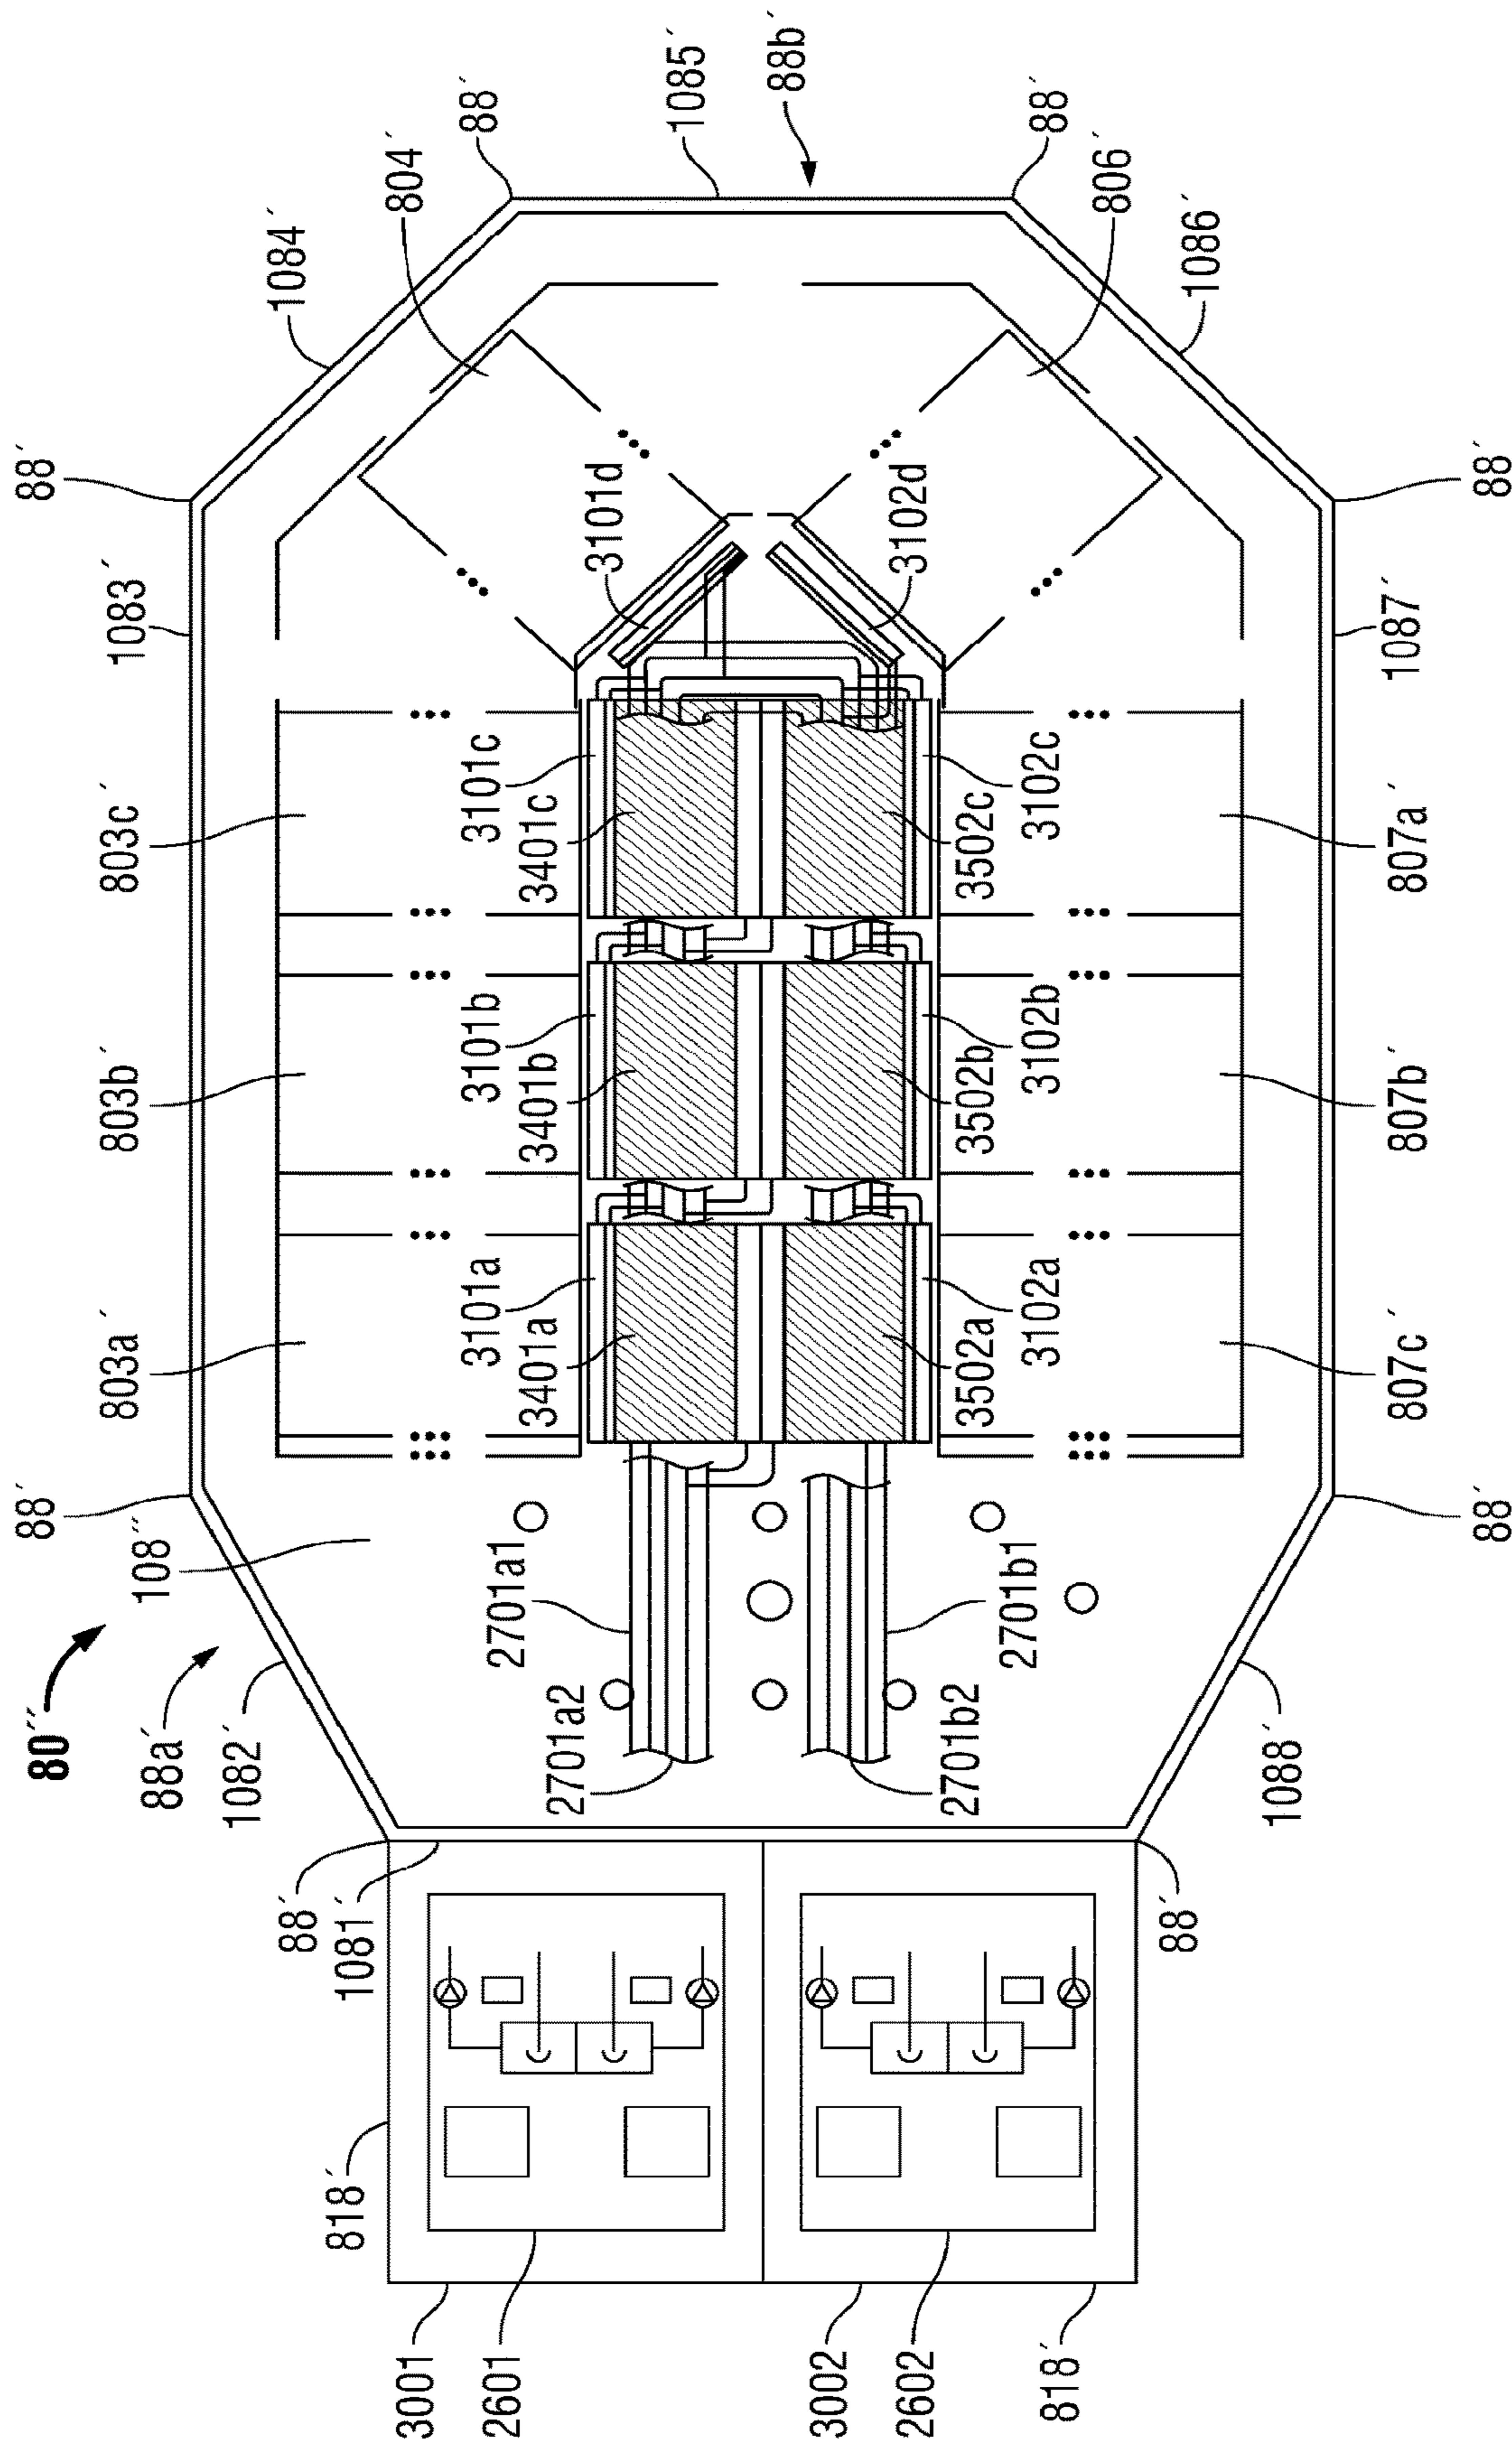 80´´
88a´
1082´
108´´
88´
803a´
803b´
1083´
803c´
88´
1084´
804´
88´
1085´
88b´
88´
806´
1086´
88´
3101d
3102d
3101c
3401c
3502c
3102c
807a´
1087´
3101b
3401b
3502b
3102b
807b´
3101a
3401a
3502a
3102a
807c´
88´
2701a1
2701a2
2701b1
2701b2
1088´
88´
1081´
88´
818´
3001
2601
3002
2602
818´